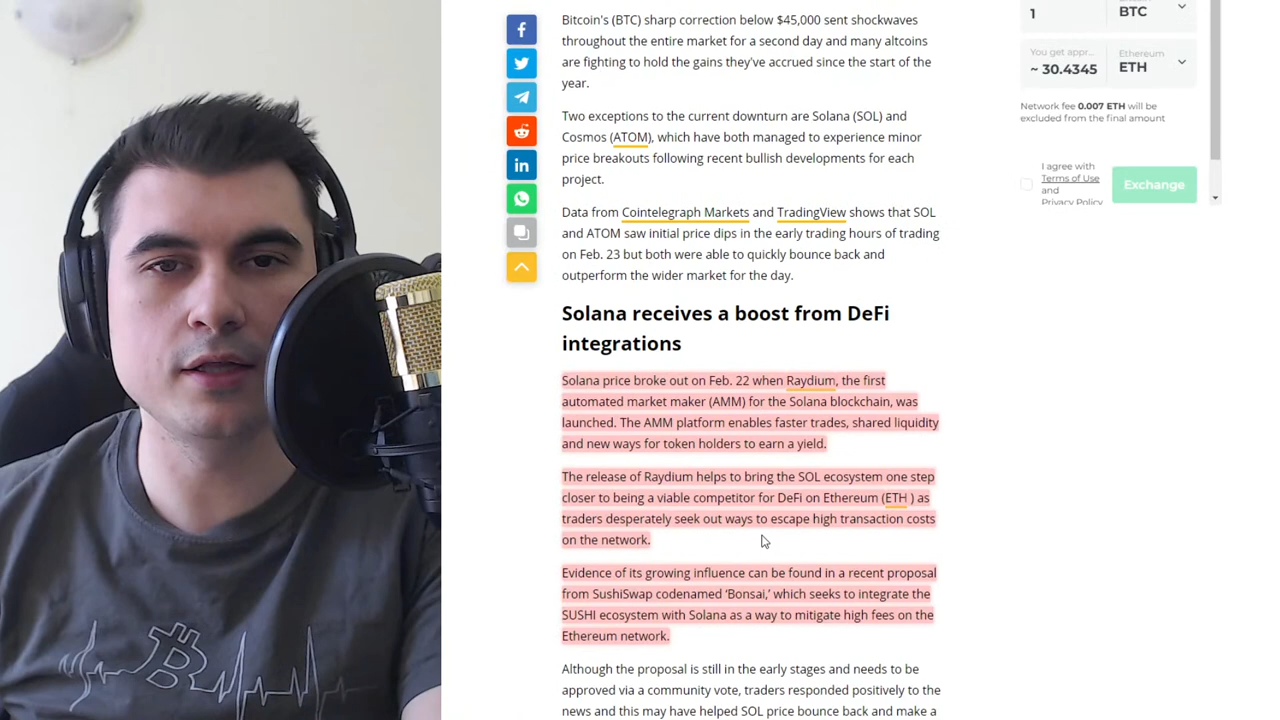 Bitcoin's (BTC) sharp correction below $45,000 sent shockwaves
throughout the entire market for a second day and many altcoins
are fighting to hold the gains they've accrued since the start of the
year.
Two exceptions to the current downturn are Solana (SOL) and
Cosmos (ATOM), which have both managed to experience minor
price breakouts following recent bullish developments for each
project.
Data from Cointelegraph Markets and TradingView shows that SOL
and ATOM saw initial price dips in the early trading hours of trading
on Feb. 23 but both were able to quickly bounce back and
outperform the wider market for the day.
Solana receives a boost from DeFi
integrations
Solana price broke out on Feb. 22 when Raydium, the first
automated market maker (AMM) for the Solana blockchain, was
launched. The AMM platform enables faster trades, shared liquidity
and new ways for token holders to earn a yield.
The release of Raydium helps to bring the SOL ecosystem one step
closer to being a viable competitor for DeFi on Ethereum (ETH ) as
traders desperately seek out ways to escape high transaction costs
on the network.
Evidence of its growing influence can be found in a recent proposal
from SushiSwap codenamed ‘Bonsai,’ which seeks to integrate the
SUSHI ecosystem with Solana as a way to mitigate high fees on the
Ethereum network.
Although the proposal is still in the early stages and needs to be
approved via a community vote, traders responded positively to the
news and this may have helped SOL price bounce back and make a
1
BTC
You get appr...
~ 30.4345
Ethereum
ETH
Network fee 0.007 ETH will be
excluded from the final amount
I agree with
Terms of Use
and
Privacy Policy
Exchange